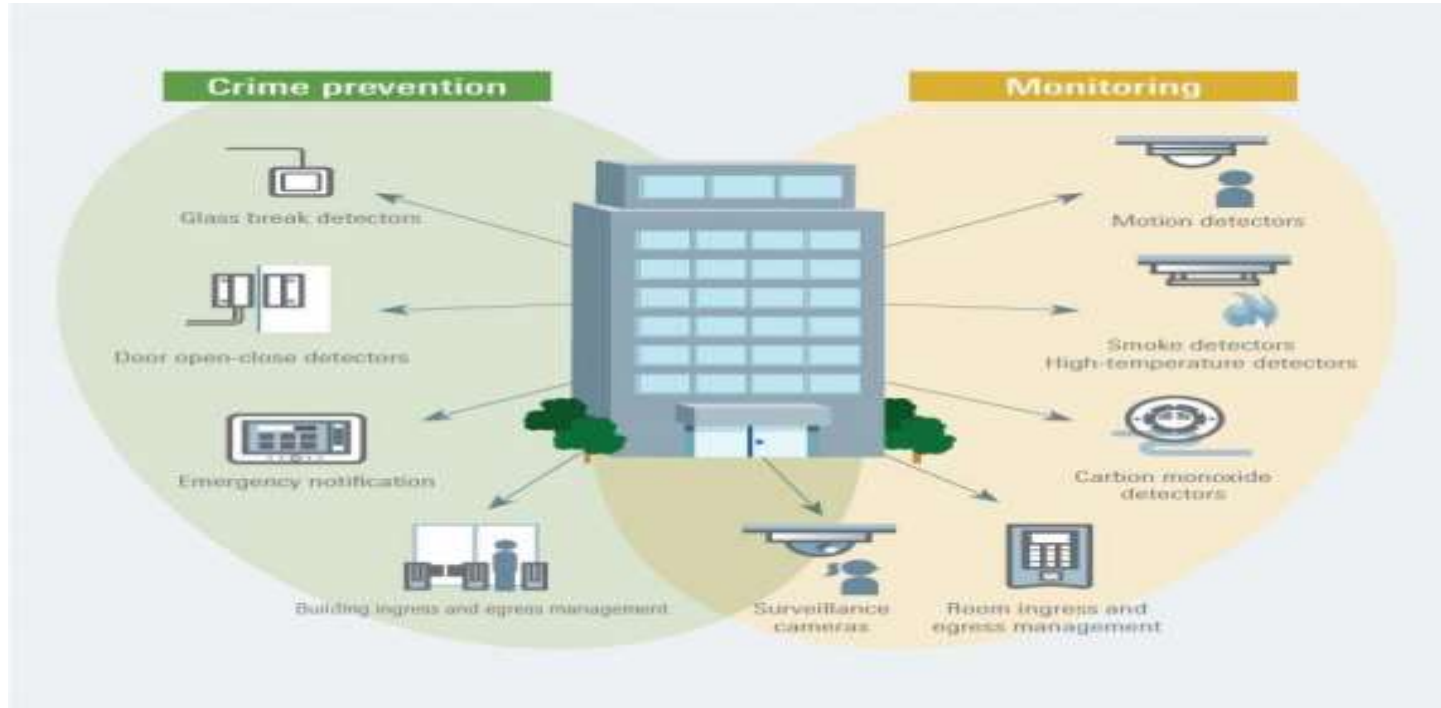 Crime prevention
Monitoring
Glass break detectors
Motion detectors
Door open-close detectors
Smoke detectors
High-temperature detectors
Emergency notification
Carbon monoxide
detectors
Building ingress and egress management
Surveillance
cameras
Room ingress and
egress management